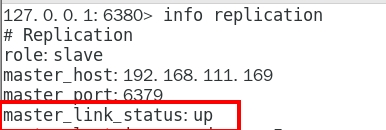 127.0.0.1:6380> info replication
# Replication
role:slave
master_host:192.168.111.169
master_port:6379
master_link_status:up